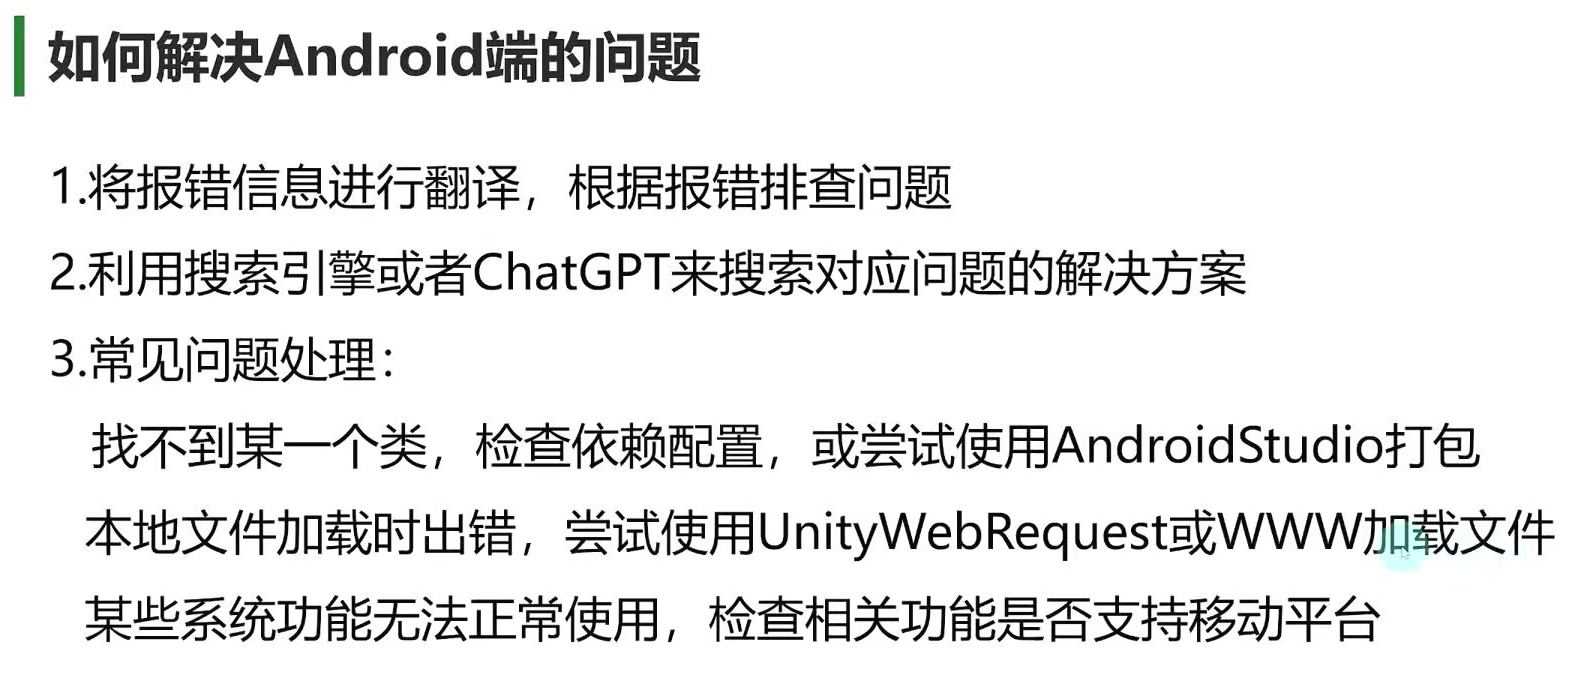 如何解决Android端的问题
1.将报错信息进行翻译，根据报错排查问题
2.利用搜索引擎或者ChatGPT来搜索对应问题的解决方案
3.常见问题处理：
找不到某一个类，检查依赖配置，或尝试使用AndroidStudio打包
本地文件加载时出错，尝试使用UnityWebRequest或WWW加载文件
某些系统功能无法正常使用，检查相关功能是否支持移动平台